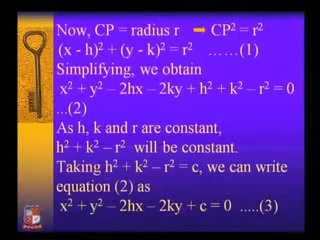 Now, CP = radius r ➡ CP² = r²
(x - h)² + (y - k)² = r² ……(1)
Simplifying, we obtain
x² + y² – 2hx – 2ky + h² + k² – r² = 0
...(2)
As h, k and r are constant,
h² + k² – r² will be constant.
Taking h² + k² – r² = c, we can write
equation (2) as
x² + y² – 2hx – 2ky + c = 0 .....(3)